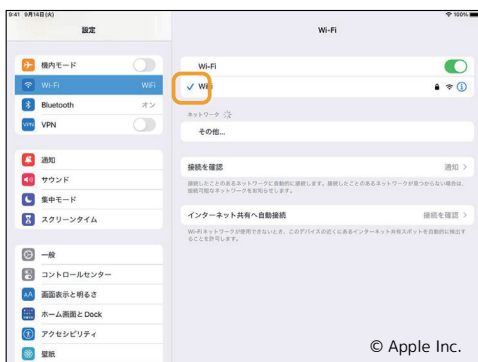 9:41 9月14日(火)
100%
設定
Wi-Fi
機内モード
Wi-Fi WiFi
Bluetooth オン
VPN VPN
通知
サウンド
集中モード
スクリーンタイム
一般
コントロールセンター
AA 画面表示と明るさ
ホーム画面とDock
アクセシビリティ
壁紙
Wi-Fi
WiFi
ネットワーク
その他...
接続を確認 通知 >
接続したことのあるネットワークに自動的に接続します。接続したことのあるネットワークが見つからない場合は、
接続可能なネットワークをお知らせします。
インターネット共有へ自動接続 接続を確認 >
Wi-Fiネットワークが使用できないとき、このデバイスの近くにあるインターネット共有スポットを自動的に検出す
ることを許可します。
© Apple Inc.